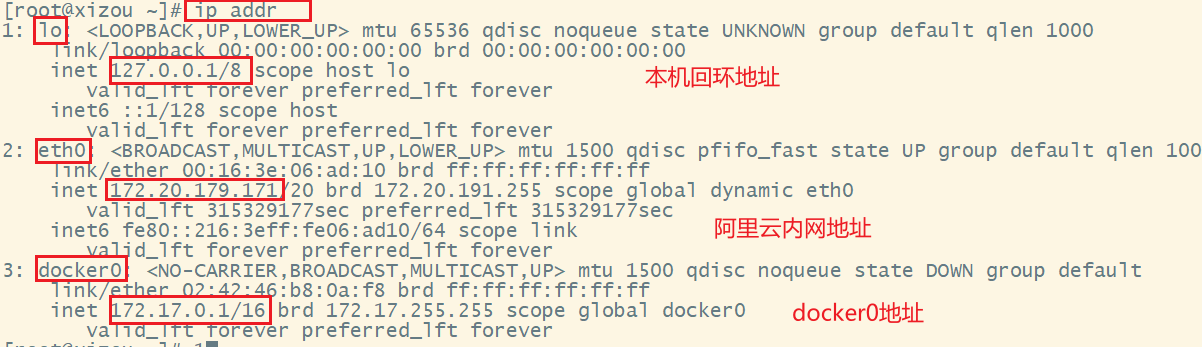 [root@xizou ~]# ip addr
1: lo: <LOOPBACK,UP,LOWER_UP> mtu 65536 qdisc noqueue state UNKNOWN group default qlen 1000
link/loopback 00:00:00:00:00:00 brd 00:00:00:00:00:00
inet 127.0.0.1/8 scope host lo 本机回环地址
valid_lft forever preferred_lft forever
inet6 ::1/128 scope host
valid_lft forever preferred_lft forever
2: eth0: <BROADCAST,MULTICAST,UP,LOWER_UP> mtu 1500 qdisc pfifo_fast state UP group default qlen 100
link/ether 00:16:3e:06:ad:10 brd ff:ff:ff:ff:ff:ff
inet 172.20.179.171/20 brd 172.20.191.255 scope global dynamic eth0
valid_lft 315329177sec preferred_lft 315329177sec
inet6 fe80::216:3eff:fe06:ad10/64 scope link 阿里云内网地址
valid_lft forever preferred_lft forever
3: docker0: <NO-CARRIER,BROADCAST,MULTICAST,UP> mtu 1500 qdisc noqueue state DOWN group default
link/ether 02:42:46:b8:0a:f8 brd ff:ff:ff:ff:ff:ff
inet 172.17.0.1/16 brd 172.17.255.255 scope global docker0 docker0地址
valid_lft forever preferred_lft forever
[root@xizou ~]#